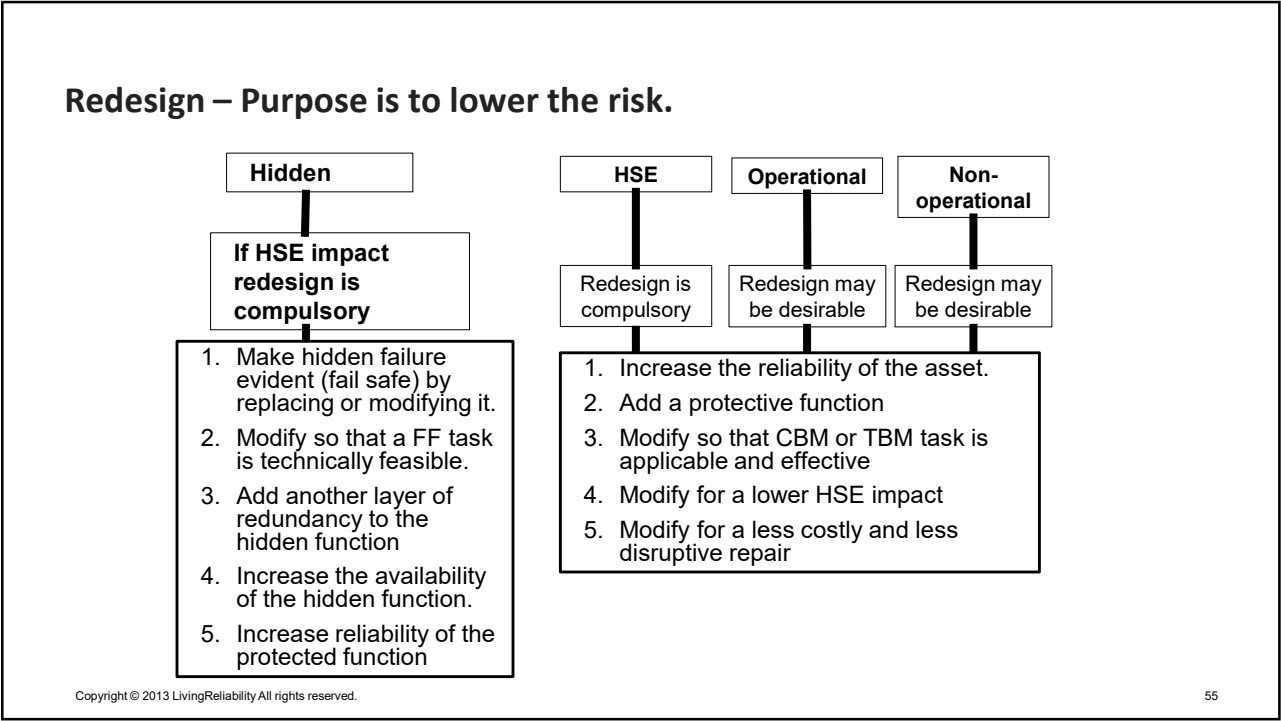 Redesign – Purpose is to lower the risk.
Hidden
If HSE impact
redesign is
compulsory
1. Make hidden failure
evident (fail safe) by
replacing or modifying it.
2. Modify so that a FF task
is technically feasible.
3. Add another layer of
redundancy to the
hidden function
4. Increase the availability
of the hidden function.
5. Increase reliability of the
protected function
HSE
Operational
Non-
operational
Redesign is
compulsory
Redesign may
be desirable
Redesign may
be desirable
1. Increase the reliability of the asset.
2. Add a protective function
3. Modify so that CBM or TBM task is
applicable and effective
4. Modify for a lower HSE impact
5. Modify for a less costly and less
disruptive repair
Copyright © 2013 LivingReliability All rights reserved.
55